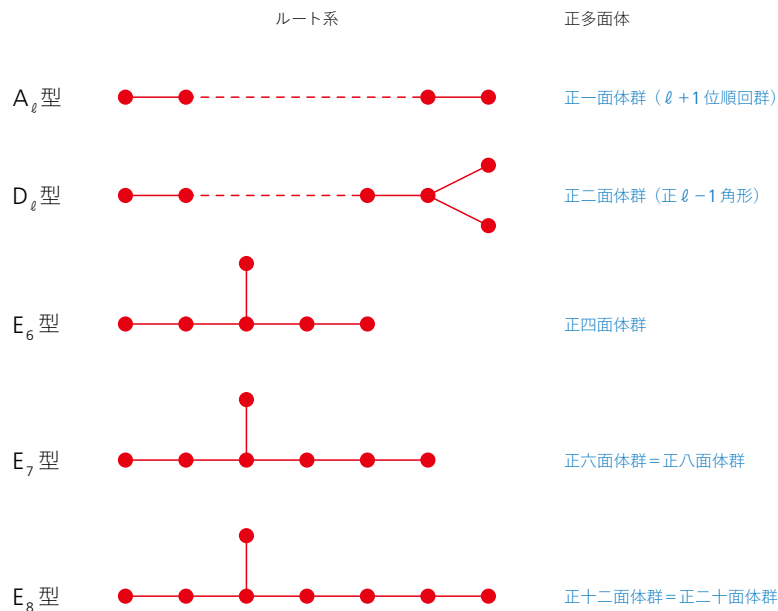 ルート系 正多面体
Aℓ型 正一面体群（ℓ+1位順回群）
Dℓ型 正二面体群（正ℓ−1角形）
E6型 正四面体群
E7型 正六面体群＝正八面体群
E8型 正十二面体群＝正二十面体群